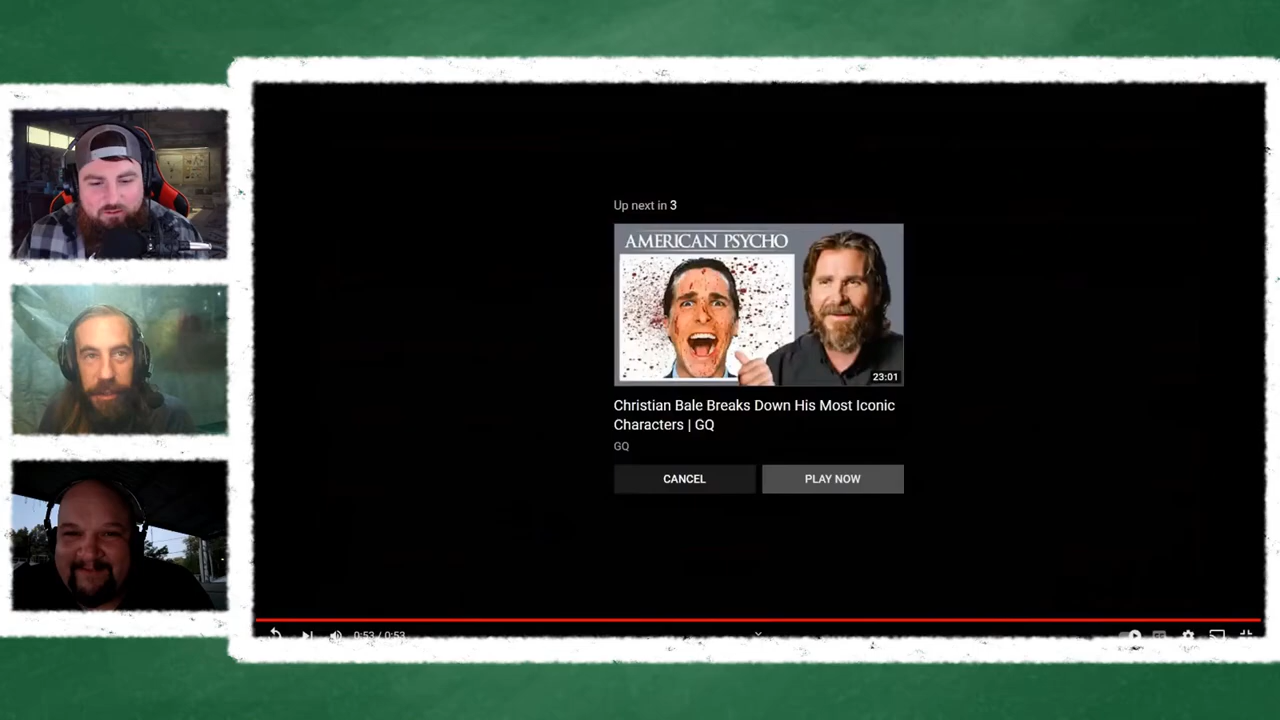 Up next in 3
AMERICAN PSYCHO
23:01
Christian Bale Breaks Down His Most Iconic
Characters | GQ
GQ
CANCEL
PLAY NOW
0:53 / 0:53